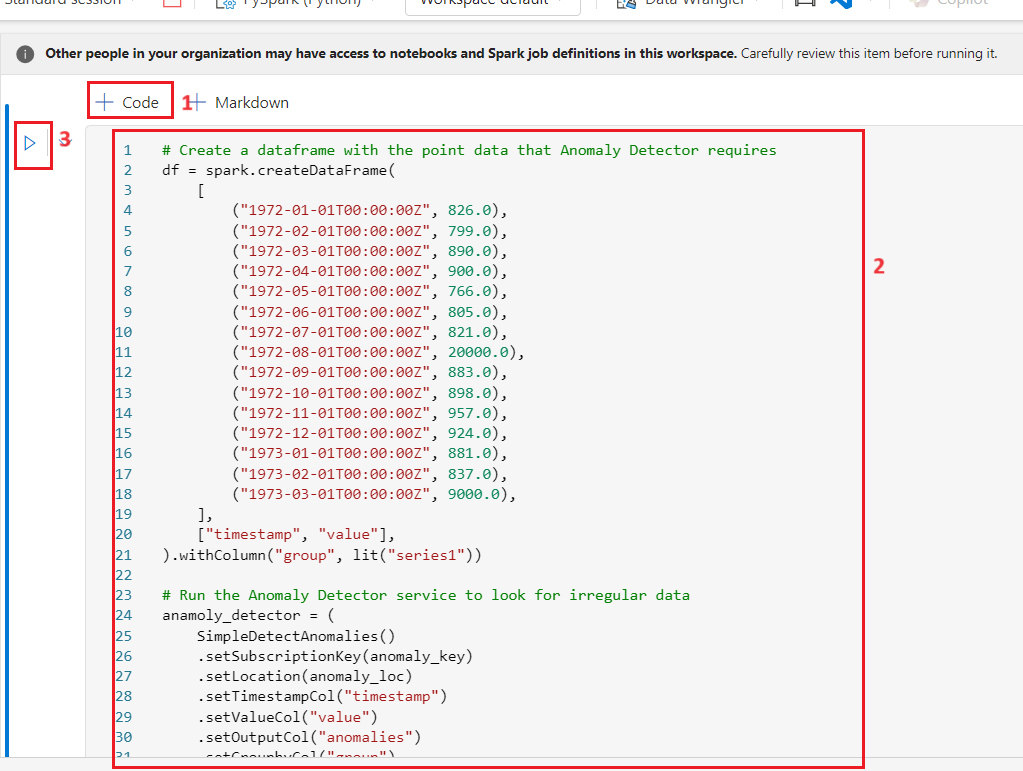 Standard session PySpark (Python) Workspace default Data Wrangler Copilot
Other people in your organization may have access to notebooks and Spark job definitions in this workspace. Carefully review this item before running it.
+ Code 1 + Markdown
3
2
1 # Create a dataframe with the point data that Anomaly Detector requires
2 df = spark.createDataFrame(
3 [
4 ("1972-01-01T00:00:00Z", 826.0),
5 ("1972-02-01T00:00:00Z", 799.0),
6 ("1972-03-01T00:00:00Z", 890.0),
7 ("1972-04-01T00:00:00Z", 900.0),
8 ("1972-05-01T00:00:00Z", 766.0),
9 ("1972-06-01T00:00:00Z", 805.0),
10 ("1972-07-01T00:00:00Z", 821.0),
11 ("1972-08-01T00:00:00Z", 20000.0),
12 ("1972-09-01T00:00:00Z", 883.0),
13 ("1972-10-01T00:00:00Z", 898.0),
14 ("1972-11-01T00:00:00Z", 957.0),
15 ("1972-12-01T00:00:00Z", 924.0),
16 ("1973-01-01T00:00:00Z", 881.0),
17 ("1973-02-01T00:00:00Z", 837.0),
18 ("1973-03-01T00:00:00Z", 9000.0),
19 ],
20 ["timestamp", "value"],
21 ).withColumn("group", lit("series1"))
22
23 # Run the Anomaly Detector service to look for irregular data
24 anamoly_detector = (
25 SimpleDetectAnomalies()
26 .setSubscriptionKey(anomaly_key)
27 .setLocation(anomaly_loc)
28 .setTimestampCol("timestamp")
29 .setValueCol("value")
30 .setOutputCol("anomalies")
31 .setGroupbyCol("group")